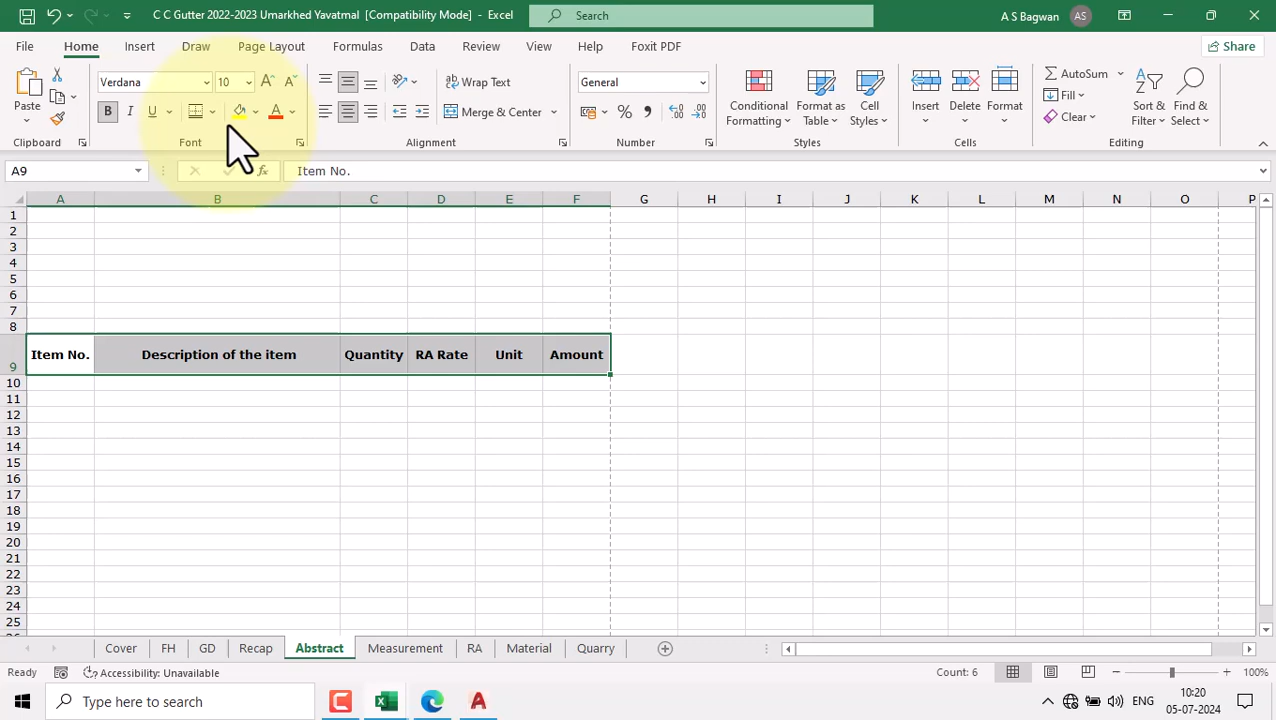 C C Gutter 2022-2023 Umarkhed Yavatmal [Compatibility Mode] - Excel
Search
A S Bagwan AS
File Home Insert Draw Page Layout Formulas Data Review View Help Foxit PDF Share
Verdana 10 Wrap Text General AutoSum
Paste Conditional Formatting Format as Table Cell Styles Insert Delete Format Fill Sort & Filter Find & Select
B I U A Merge & Center % Clear
Clipboard Font Alignment Number Styles Cells Editing
A9 fx Item No.
A B C D E F G H I J K L M N O P
1
2
3
4
5
6
7
8
9 Item No. Description of the item Quantity RA Rate Unit Amount
10
11
12
13
14
15
16
17
18
19
20
21
22
23
24
25
Cover FH GD Recap Abstract Measurement RA Material Quarry
Ready Accessibility: Unavailable Count: 6 100%
Type here to search ENG 10:20
05-07-2024